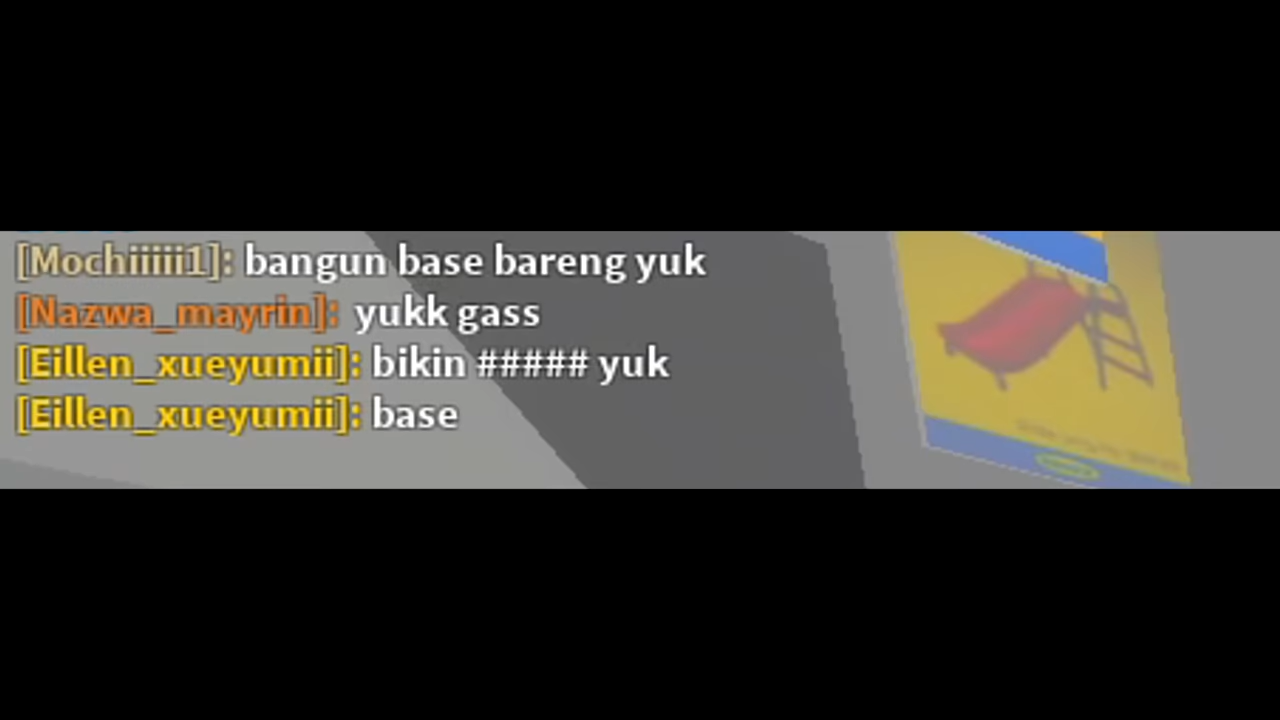 [Mochiiiii1]: bangun base bareng yuk
[Nazwa_mayrin]: yukk gass
[Eillen_xueyumii]: bikin ##### yuk
[Eillen_xueyumii]: base